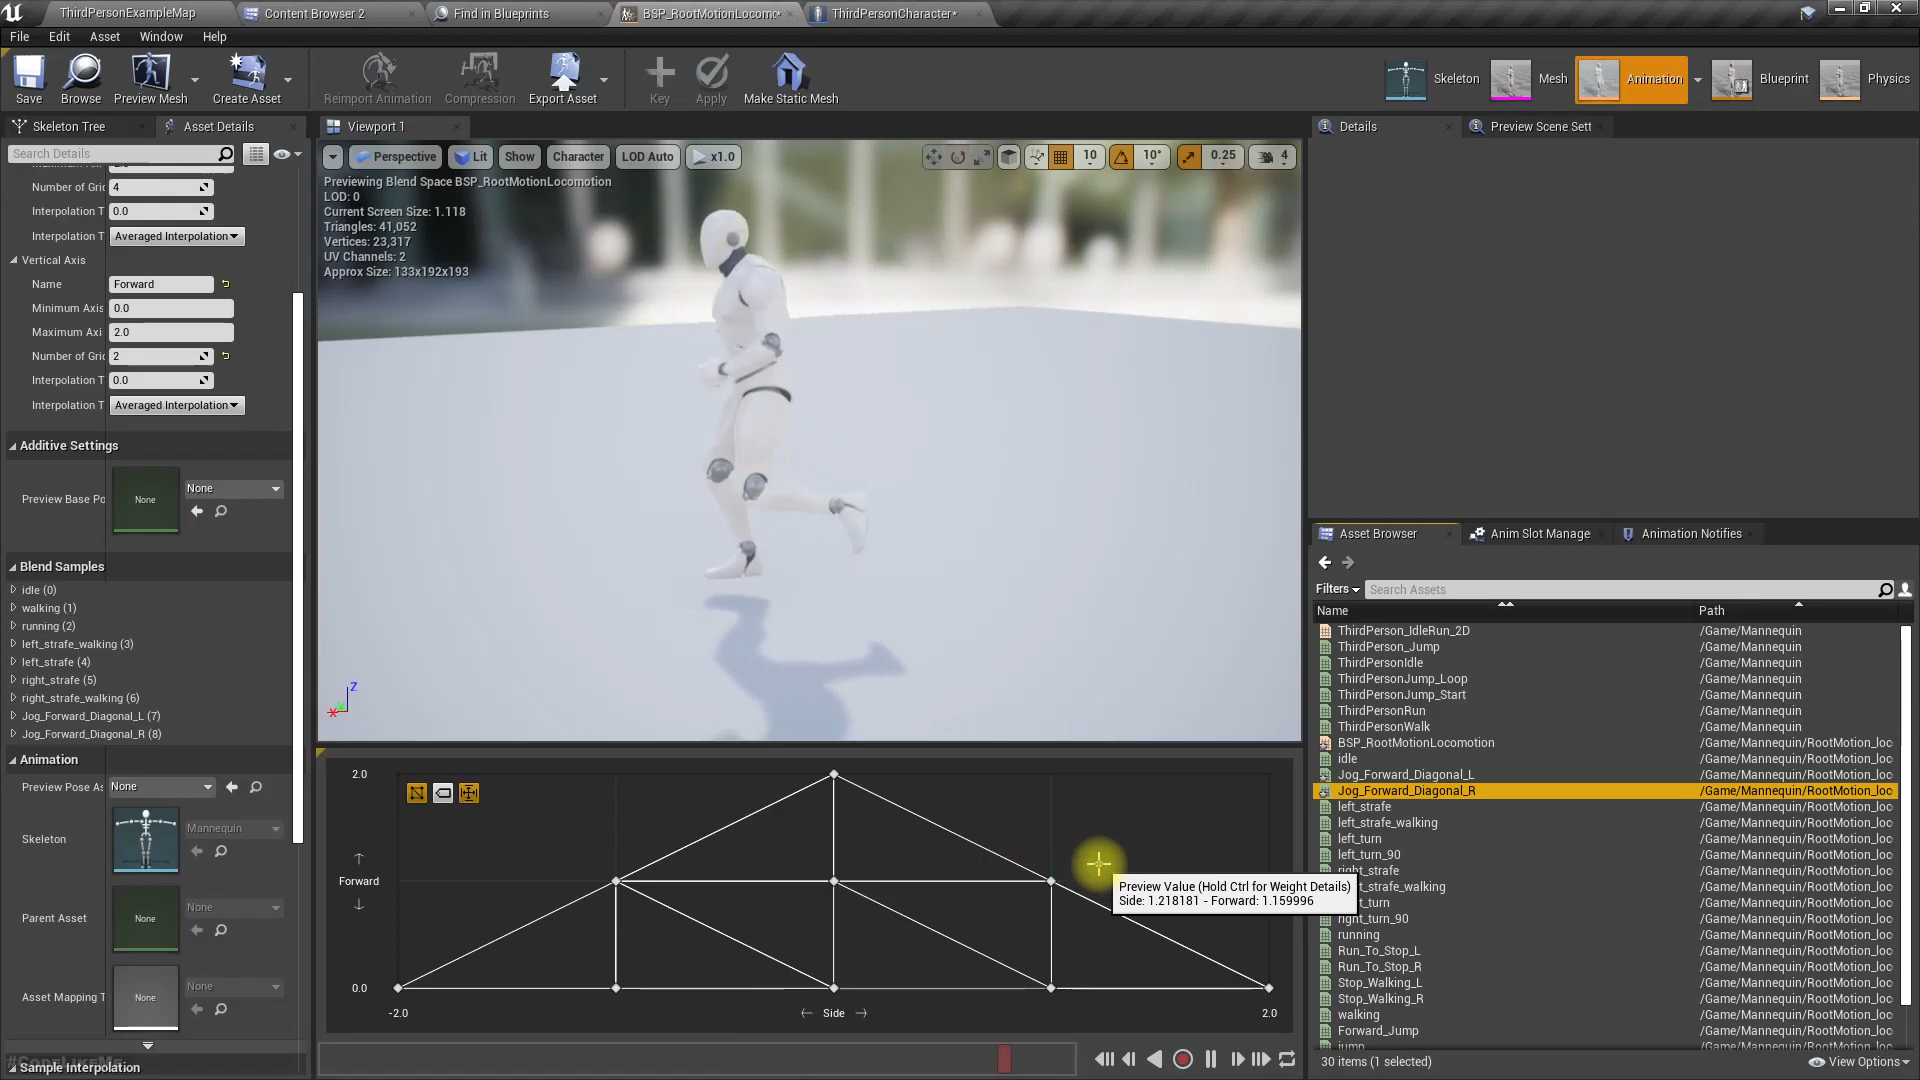 ThirdPersonExampleMap
Content Browser 2
Find in Blueprints
BSP_RootMotionLocomo
ThirdPersonCharacter*
File Edit Asset Window Help
Save
Browse
Preview Mesh
Create Asset
Reimport Animation
Compression
Export Asset
Key
Apply
Make Static Mesh
Skeleton
Mesh
Animation
Blueprint
Physics
Skeleton Tree
Asset Details
Viewport 1
Details
Preview Scene Sett
Search Details
Number of Gric 4
Interpolation T 0.0
Interpolation T Averaged Interpolation
Vertical Axis
Name Forward
Minimum Axis 0.0
Maximum Axi 2.0
Number of Gric 2
Interpolation T 0.0
Interpolation T Averaged Interpolation
Additive Settings
Preview Base Po None None
Blend Samples
idle (0)
walking (1)
running (2)
left_strafe_walking (3)
left_strafe (4)
right_strafe (5)
right_strafe_walking (6)
Jog_Forward_Diagonal_L (7)
Jog_Forward_Diagonal_R (8)
Animation
Preview Pose As None
Skeleton Mannequin
Parent Asset None None
Asset Mapping T None None
#CodeLikeMe
Sample Interpolation
Perspective Lit Show Character LOD Auto x1.0
10 10° 0.25 4
Previewing Blend Space BSP_RootMotionLocomotion
LOD: 0
Current Screen Size: 1.118
Triangles: 41,052
Vertices: 23,317
UV Channels: 2
Approx Size: 133x192x193
Z
X
2.0
Forward
0.0
-2.0
Side
2.0
Preview Value (Hold Ctrl for Weight Details)
Side: 1.218181 - Forward: 1.159996
Asset Browser
Anim Slot Manage
Animation Notifies
Filters Search Assets
Name Path
ThirdPerson_IdleRun_2D /Game/Mannequin
ThirdPerson_Jump /Game/Mannequin
ThirdPersonIdle /Game/Mannequin
ThirdPersonJump_Loop /Game/Mannequin
ThirdPersonJump_Start /Game/Mannequin
ThirdPersonRun /Game/Mannequin
ThirdPersonWalk /Game/Mannequin
BSP_RootMotionLocomotion /Game/Mannequin/RootMotion_loc
idle /Game/Mannequin/RootMotion_loc
Jog_Forward_Diagonal_L /Game/Mannequin/RootMotion_loc
Jog_Forward_Diagonal_R /Game/Mannequin/RootMotion_loc
left_strafe /Game/Mannequin/RootMotion_loc
left_strafe_walking /Game/Mannequin/RootMotion_loc
left_turn /Game/Mannequin/RootMotion_loc
left_turn_90 /Game/Mannequin/RootMotion_loc
right_strafe /Game/Mannequin/RootMotion_loc
t_strafe_walking /Game/Mannequin/RootMotion_loc
t_turn /Game/Mannequin/RootMotion_loc
right_turn_90 /Game/Mannequin/RootMotion_loc
running /Game/Mannequin/RootMotion_loc
Run_To_Stop_L /Game/Mannequin/RootMotion_loc
Run_To_Stop_R /Game/Mannequin/RootMotion_loc
Stop_Walking_L /Game/Mannequin/RootMotion_loc
Stop_Walking_R /Game/Mannequin/RootMotion_loc
walking /Game/Mannequin/RootMotion_loc
Forward_Jump /Game/Mannequin/RootMotion_loc
jump /Game/Mannequin/RootMotion_loc
30 items (1 selected)
View Options